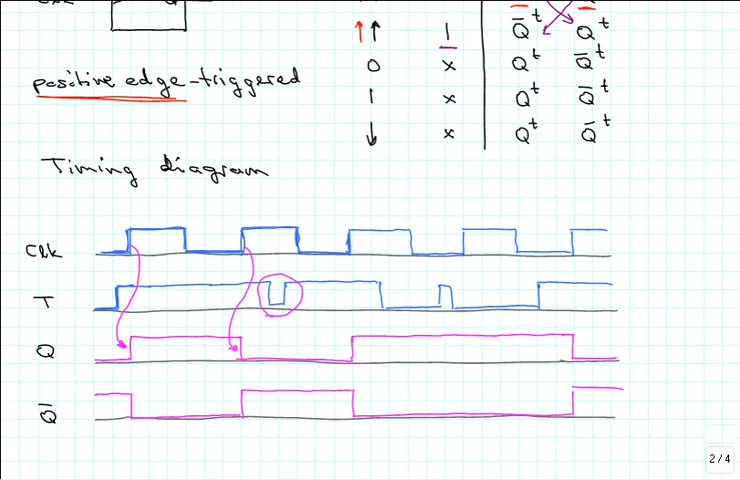 ↑↑ 1 Q̄ᵗ Qᵗ
positive edge-triggered
0 x Qᵗ Q̄ᵗ
1 x Qᵗ Q̄ᵗ
↓ x Qᵗ Q̄ᵗ
Timing diagram
Clk
T
Q
Q̄
2/4